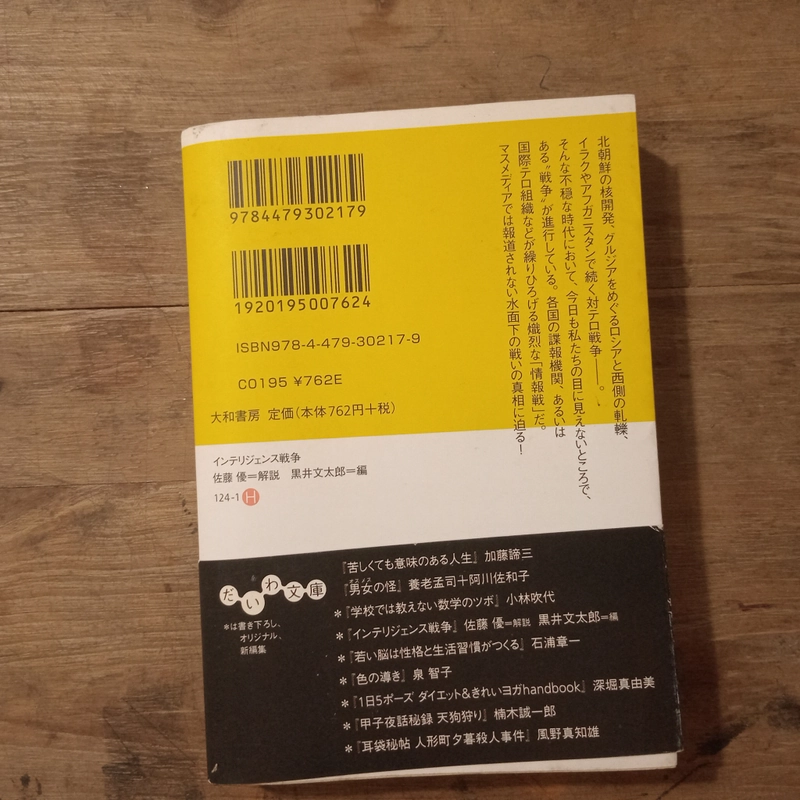 北朝鮮の核開発、グルジアをめぐるロシアと西側の軋轢、
イラクやアフガニスタンで続く対テロ戦争——。
そんな不穏な時代において、今日も私たちの目に見えないところで、
ある“戦争”が進行している。各国の諜報機関、あるいは
国際テロ組織などが繰りひろげる熾烈な「情報戦」だ。
マスメディアでは報道されない水面下の戦いの真相に迫る！
9784479302179
1920195007624
ISBN978-4-479-30217-9
C0195 ¥762E
大和書房 定価(本体762円+税)
インテリジェンス戦争
佐藤 優=解説 黒井文太郎=編
124-1 H
だいわ文庫
*は書き下ろし、
オリジナル、
新編集
『苦しくても意味のある人生』 加藤諦三
『男女の怪』 養老孟司+阿川佐和子
*『学校では教えない数学のツボ』 小林吹代
*『インテリジェンス戦争』 佐藤 優=解説 黒井文太郎=編
*『若い脳は性格と生活習慣がつくる』 石浦章一
*『色の導き』 泉 智子
*『1日5ポーズ ダイエット&きれいヨガhandbook』 深堀真由美
*『甲子夜話秘録 天狗狩り』 楠木誠一郎
*『耳袋秘帖 人形町夕暮殺人事件』 風野真知雄